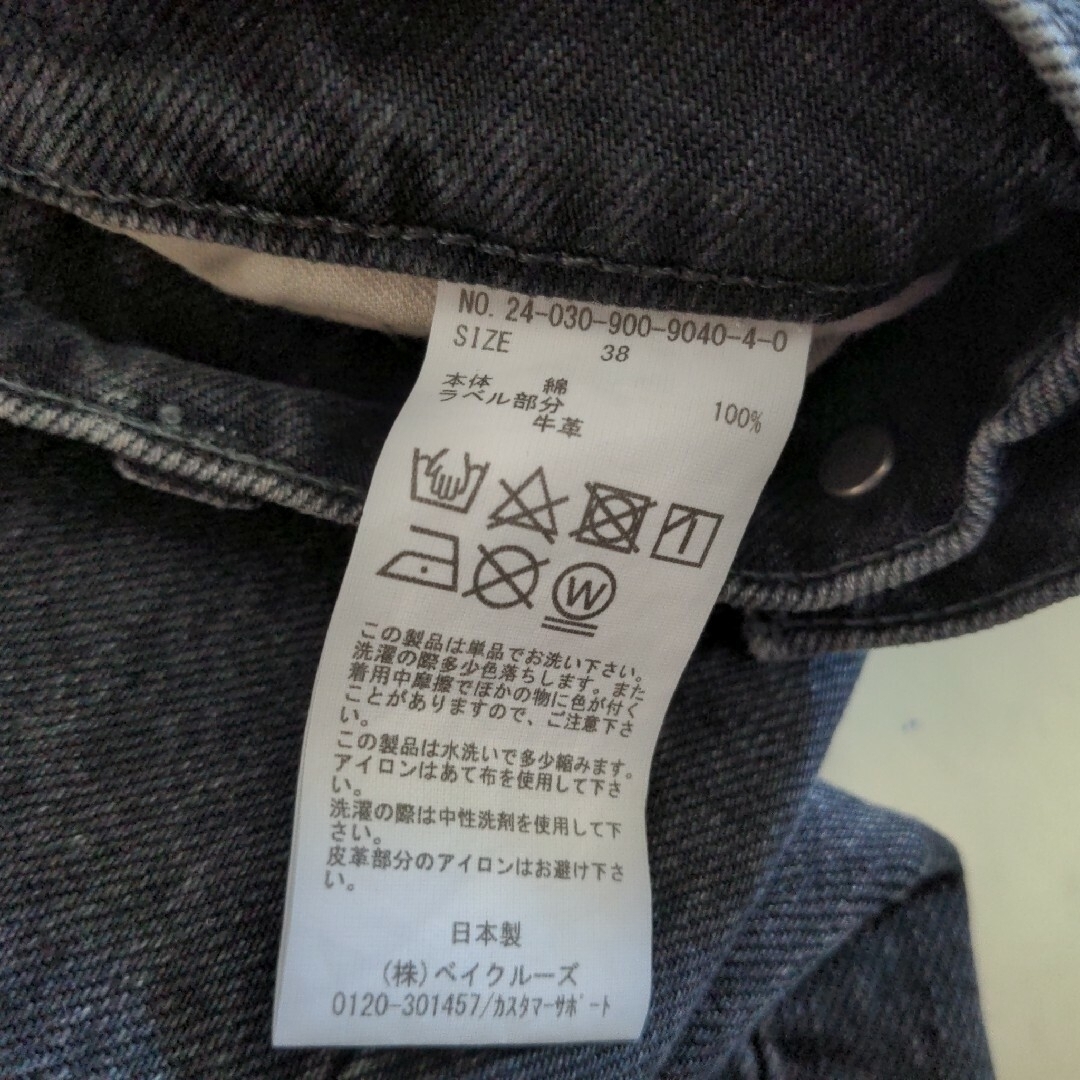 NO. 24-030-900-9040-4-0
SIZE 38
本体 綿 100%
ラベル部分
牛革
W
この製品は単品でお洗い下さい。
洗濯の際多少色落ちします。また
着用中摩擦でほかの物に色が付く
ことがありますので、ご注意下さ
い。
この製品は水洗いで多少縮みます。
アイロンはあて布を使用して下さ
い。
洗濯の際は中性洗剤を使用して下
さい。
皮革部分のアイロンはお避け下さ
い。
日本製
(株)ベイクルーズ
0120-301457/カスタマーサポート